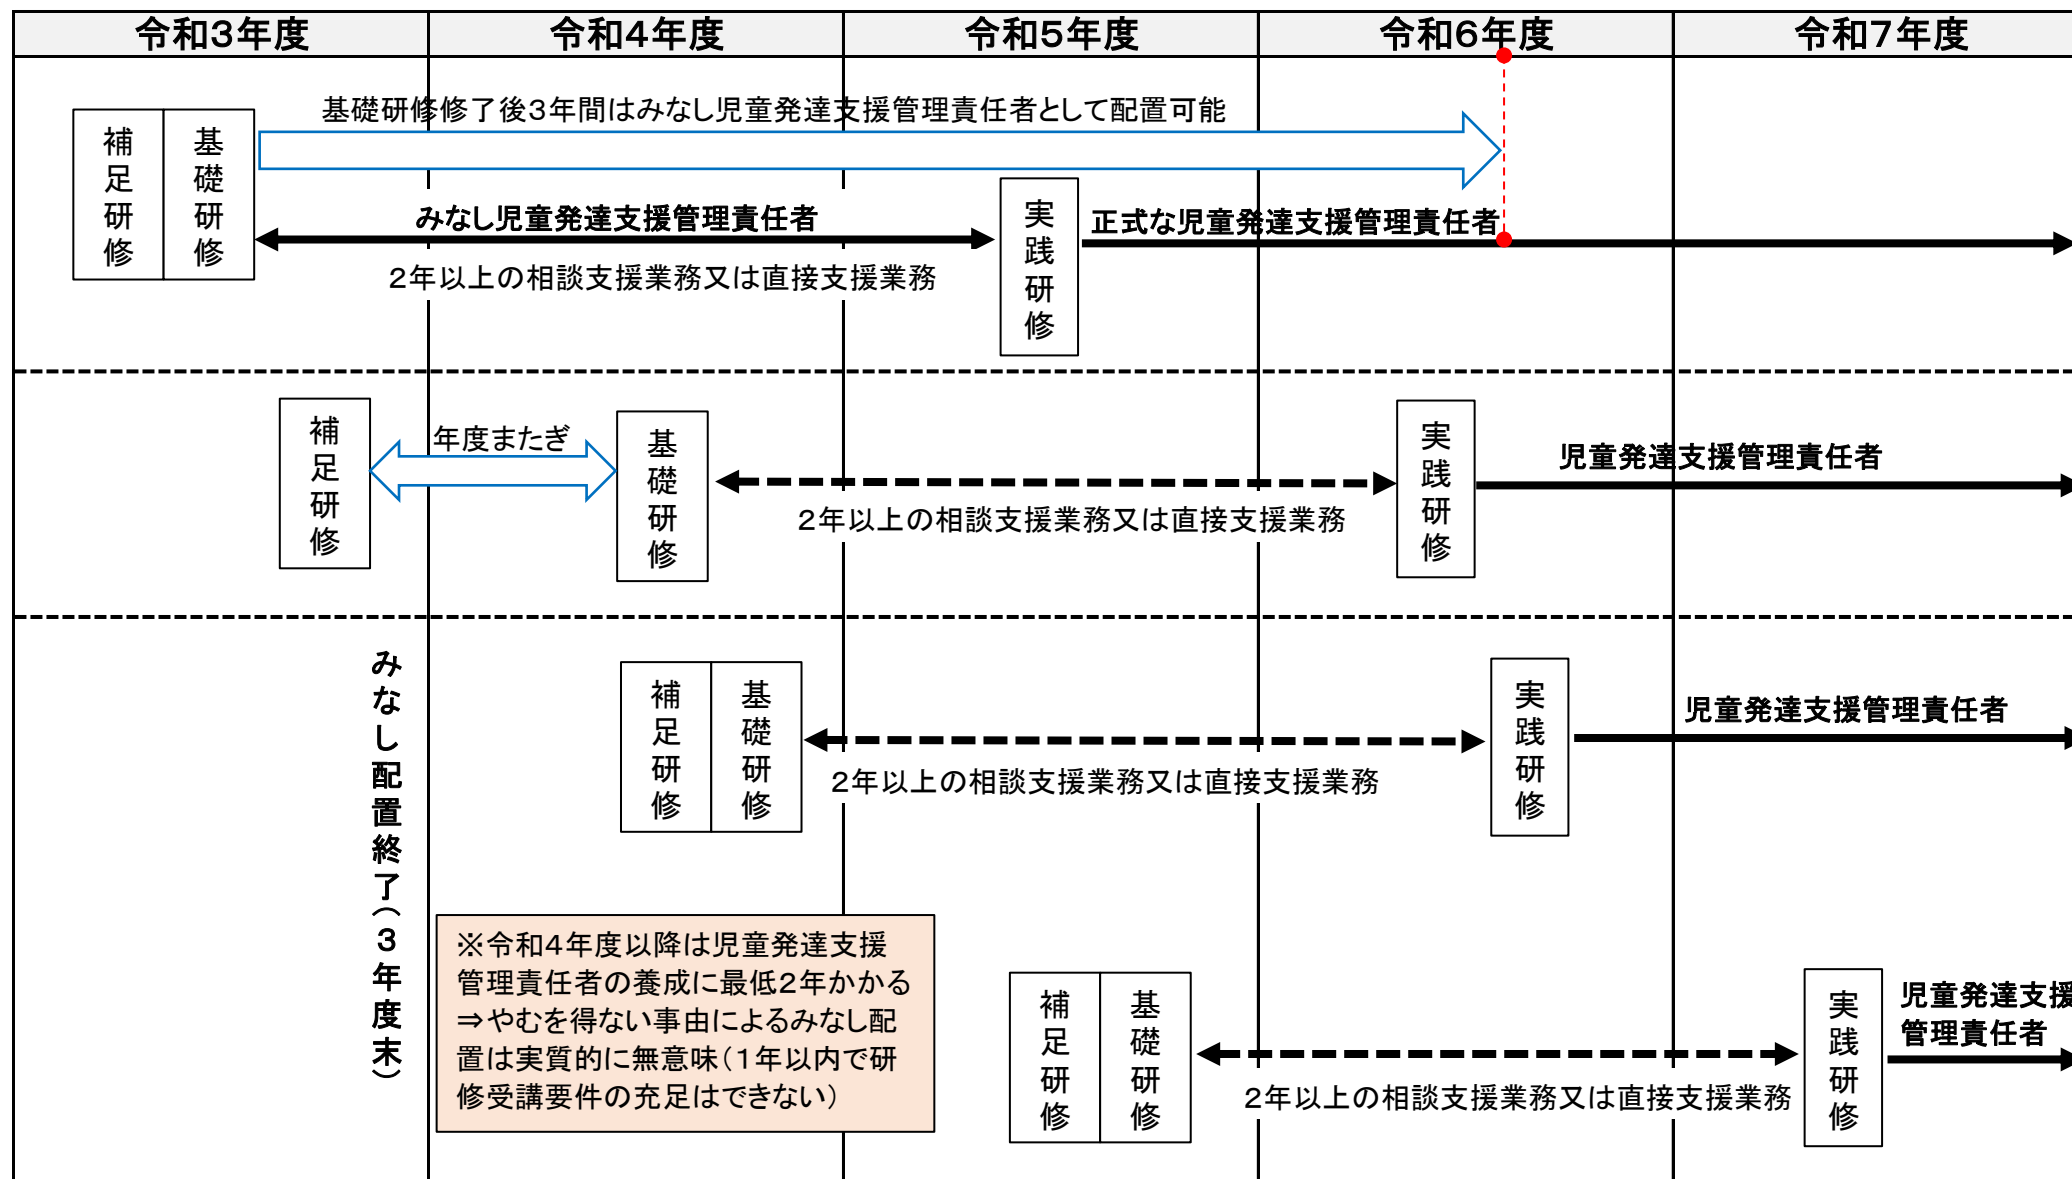 令和３年度
令和４年度
令和５年度
令和６年度
令和７年度
基礎研修修了後３年間はみなし児童発達支援管理責任者として配置可能
補足研修
基礎研修
みなし児童発達支援管理責任者
２年以上の相談支援業務又は直接支援業務
実践研修
正式な児童発達支援管理責任者
補足研修
年度またぎ
基礎研修
２年以上の相談支援業務又は直接支援業務
実践研修
児童発達支援管理責任者
みなし配置終了（３年度末）
補足研修
基礎研修
２年以上の相談支援業務又は直接支援業務
実践研修
児童発達支援管理責任者
※令和４年度以降は児童発達支援
管理責任者の養成に最低２年かかる
⇒やむを得ない事由によるみなし配
置は実質的に無意味（１年以内で研
修受講要件の充足はできない）
補足研修
基礎研修
２年以上の相談支援業務又は直接支援業務
実践研修
児童発達支援
管理責任者